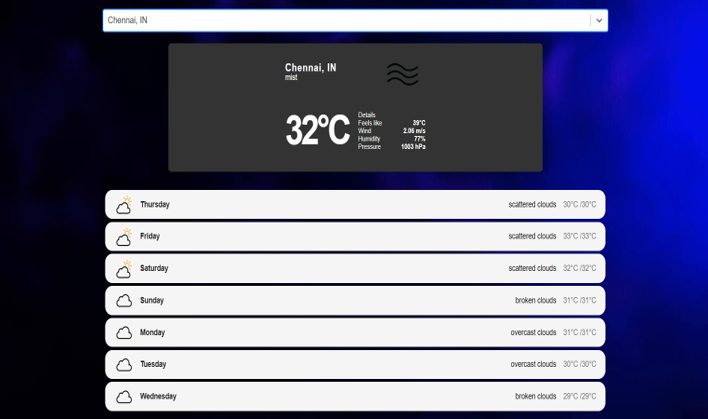 Chennai, IN
Chennai, IN
mist
32°C
Details
Feels like 39°C
Wind 2.06 m/s
Humidity 77%
Pressure 1003 hPa
Thursday scattered clouds 30°C /30°C
Friday scattered clouds 33°C /33°C
Saturday scattered clouds 32°C /32°C
Sunday broken clouds 31°C /31°C
Monday overcast clouds 31°C /31°C
Tuesday overcast clouds 30°C /30°C
Wednesday broken clouds 29°C /29°C